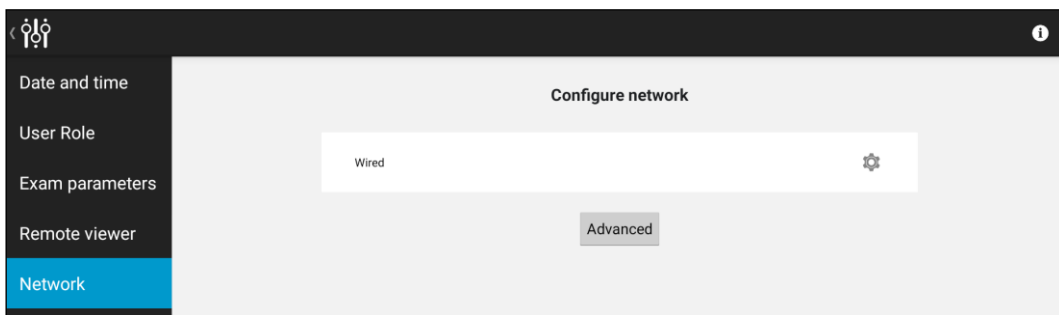 Date and time
User Role
Exam parameters
Remote viewer
Network
Configure network
Wired
Advanced